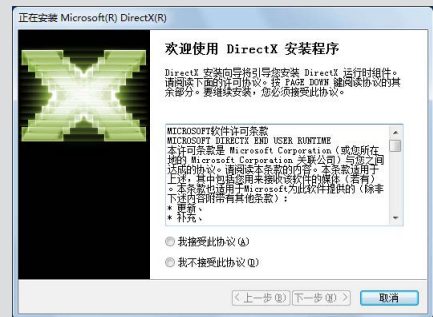 正在安装 Microsoft(R) DirectX(R)
欢迎使用 DirectX 安装程序
DirectX 安装向导将引导您安装 DirectX 运行时组件。
请阅读下面的许可协议。按 PAGE DOWN 键阅读协议的其
余部分。要继续安装，您必须接受此协议。
MICROSOFT软件许可条款
MICROSOFT DIRECTX END USER RUNTIME
本许可条款是 Microsoft Corporation（或您所在
地的 Microsoft Corporation 关联公司）与您之间
达成的协议。请阅读本条款的内容。本条款适用于
上述，其中包括您用来接收该软件的媒体（若有）
。本条款也适用于Microsoft为此软件提供的（除非
下述内容附带有其他条款）：
* 更新、
* 补充、
我接受此协议(A)
我不接受此协议(D)
< 上一步(B)
下一步(N) >
取消